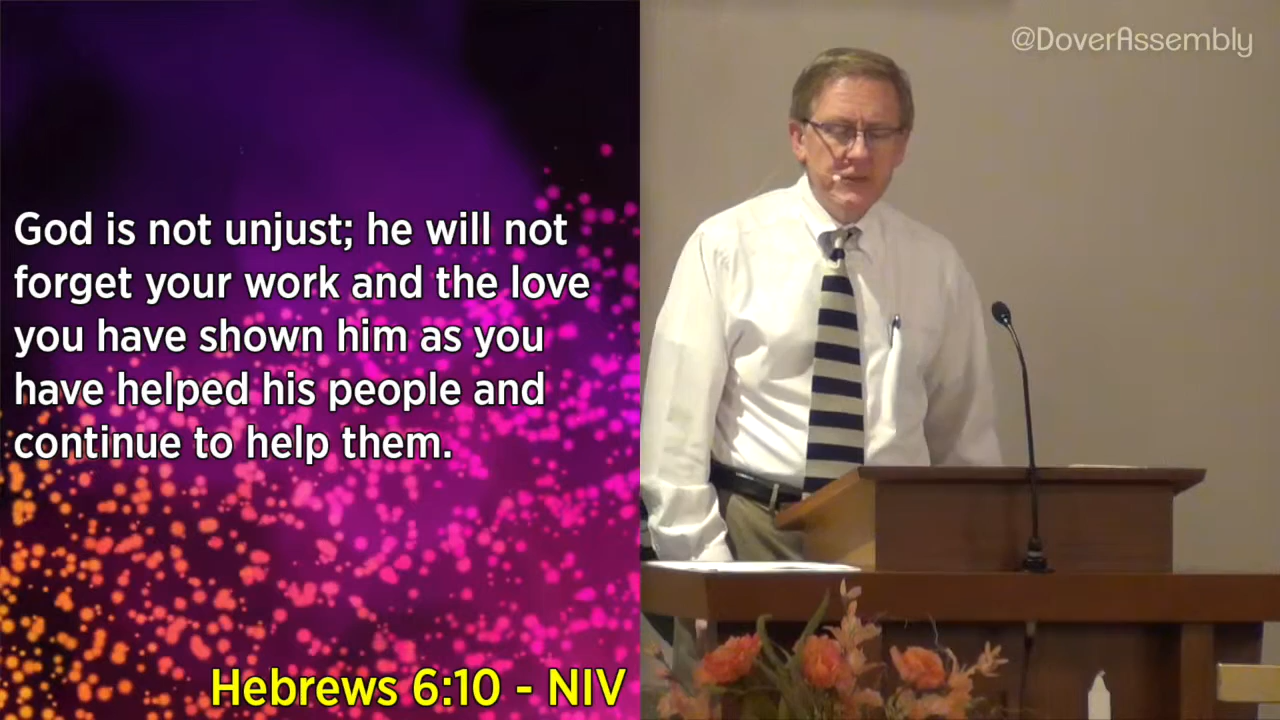 God is not unjust; he will not
forget your work and the love
you have shown him as you
have helped his people and
continue to help them.
Hebrews 6:10 - NIV
@DoverAssembly